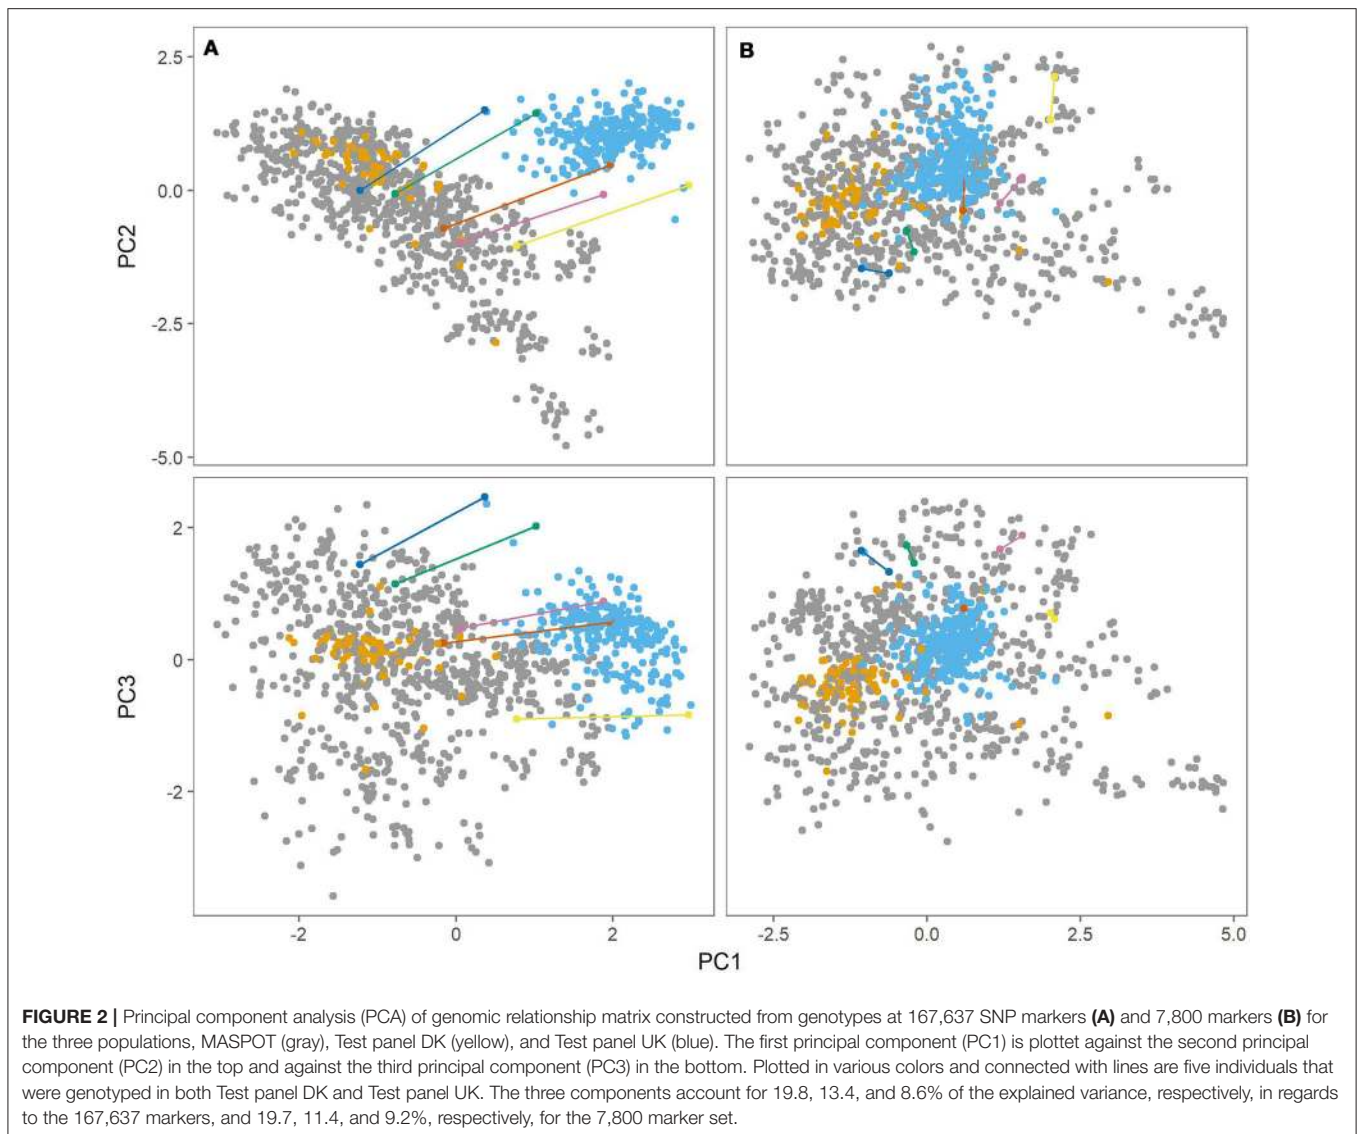 A
B
2.5
0.0
-2.5
-5.0
PC2
2
0
-2
PC3
-2
0
2
-2.5
0.0
2.5
5.0
PC1
FIGURE 2 | Principal component analysis (PCA) of genomic relationship matrix constructed from genotypes at 167,637 SNP markers (A) and 7,800 markers (B) for
the three populations, MASPOT (gray), Test panel DK (yellow), and Test panel UK (blue). The first principal component (PC1) is plottet against the second principal
component (PC2) in the top and against the third principal component (PC3) in the bottom. Plotted in various colors and connected with lines are five individuals that
were genotyped in both Test panel DK and Test panel UK. The three components account for 19.8, 13.4, and 8.6% of the explained variance, respectively, in regards
to the 167,637 markers, and 19.7, 11.4, and 9.2%, respectively, for the 7,800 marker set.